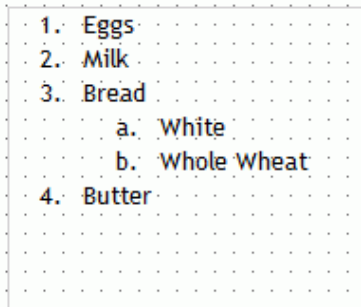 1. Eggs
2. Milk
3. Bread
a. White
b. Whole Wheat
4. Butter